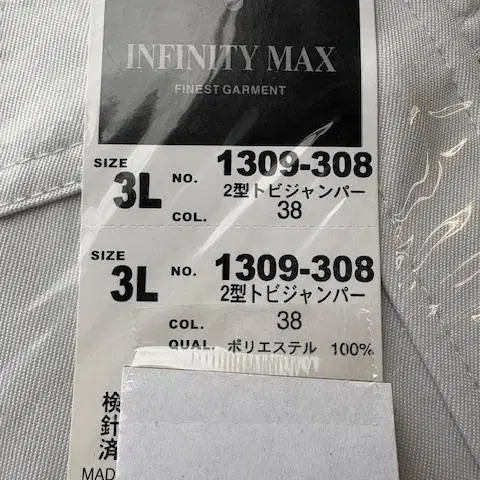 INFINITY MAX
FINEST GARMENT
SIZE 3L NO. 1309-308
2型トビジャンパー
COL. 38
SIZE 3L NO. 1309-308
2型トビジャンパー
COL. 38
QUAL. ポリエステル 100%
検針済
MAD